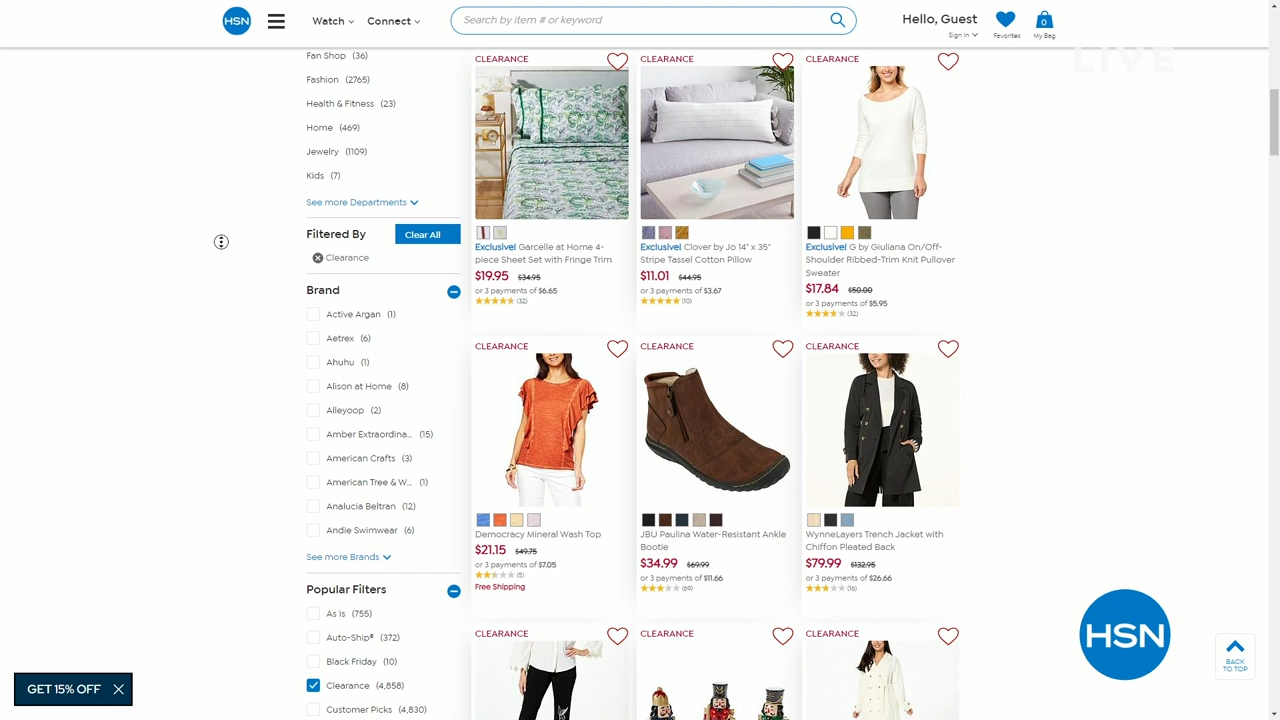 HSN
Watch
Connect
Search by item # or keyword
Hello, Guest
Sign In
Favorites
0
My Bag
LIVE
Fan Shop (36)
Fashion (2765)
Health & Fitness (23)
Home (469)
Jewelry (1109)
Kids (7)
See more Departments
Filtered By
Clear All
Clearance
Brand
Active Argan (1)
Aetrex (6)
Ahuhu (1)
Alison at Home (8)
Alleyoop (2)
Amber Extraordina... (15)
American Crafts (3)
American Tree & W... (1)
Analucia Beltran (12)
Andie Swimwear (6)
See more Brands
Popular Filters
As Is (755)
Auto-Ship® (372)
Black Friday (10)
Clearance (4,858)
Customer Picks (4,830)
CLEARANCE
Exclusive! Garcelle at Home 4-
piece Sheet Set with Fringe Trim
$19.95 $34.95
or 3 payments of $6.65
(32)
CLEARANCE
Exclusive! Clover by Jo 14" x 35"
Stripe Tassel Cotton Pillow
$11.01 $44.95
or 3 payments of $3.67
(10)
CLEARANCE
Exclusive! G by Giuliana On/Off-
Shoulder Ribbed-Trim Knit Pullover
Sweater
$17.84 $50.00
or 3 payments of $5.95
(32)
CLEARANCE
Democracy Mineral Wash Top
$21.15 $49.75
or 3 payments of $7.05
(5)
Free Shipping
CLEARANCE
JBU Paulina Water-Resistant Ankle
Bootie
$34.99 $69.99
or 3 payments of $11.66
(69)
CLEARANCE
WynneLayers Trench Jacket with
Chiffon Pleated Back
$79.99 $132.95
or 3 payments of $26.66
(16)
CLEARANCE
CLEARANCE
CLEARANCE
GET 15% OFF
HSN
BACK
TO TOP